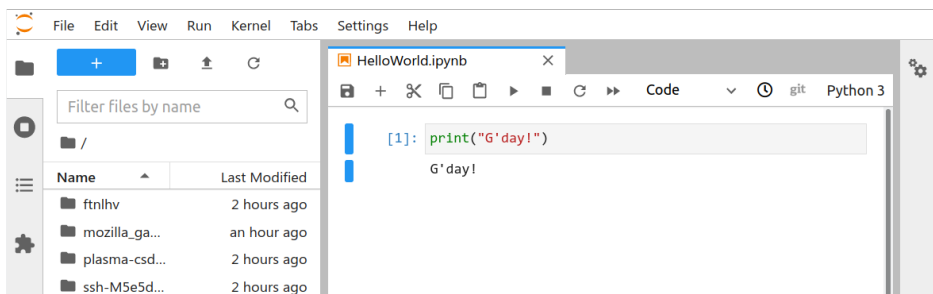 File Edit View Run Kernel Tabs Settings Help
HelloWorld.ipynb
Code git Python 3
Filter files by name
/
Name Last Modified
ftnlhv 2 hours ago
mozilla_ga... an hour ago
plasma-csd... 2 hours ago
ssh-M5e5d... 2 hours ago
[1]: print("G'day!")
G'day!